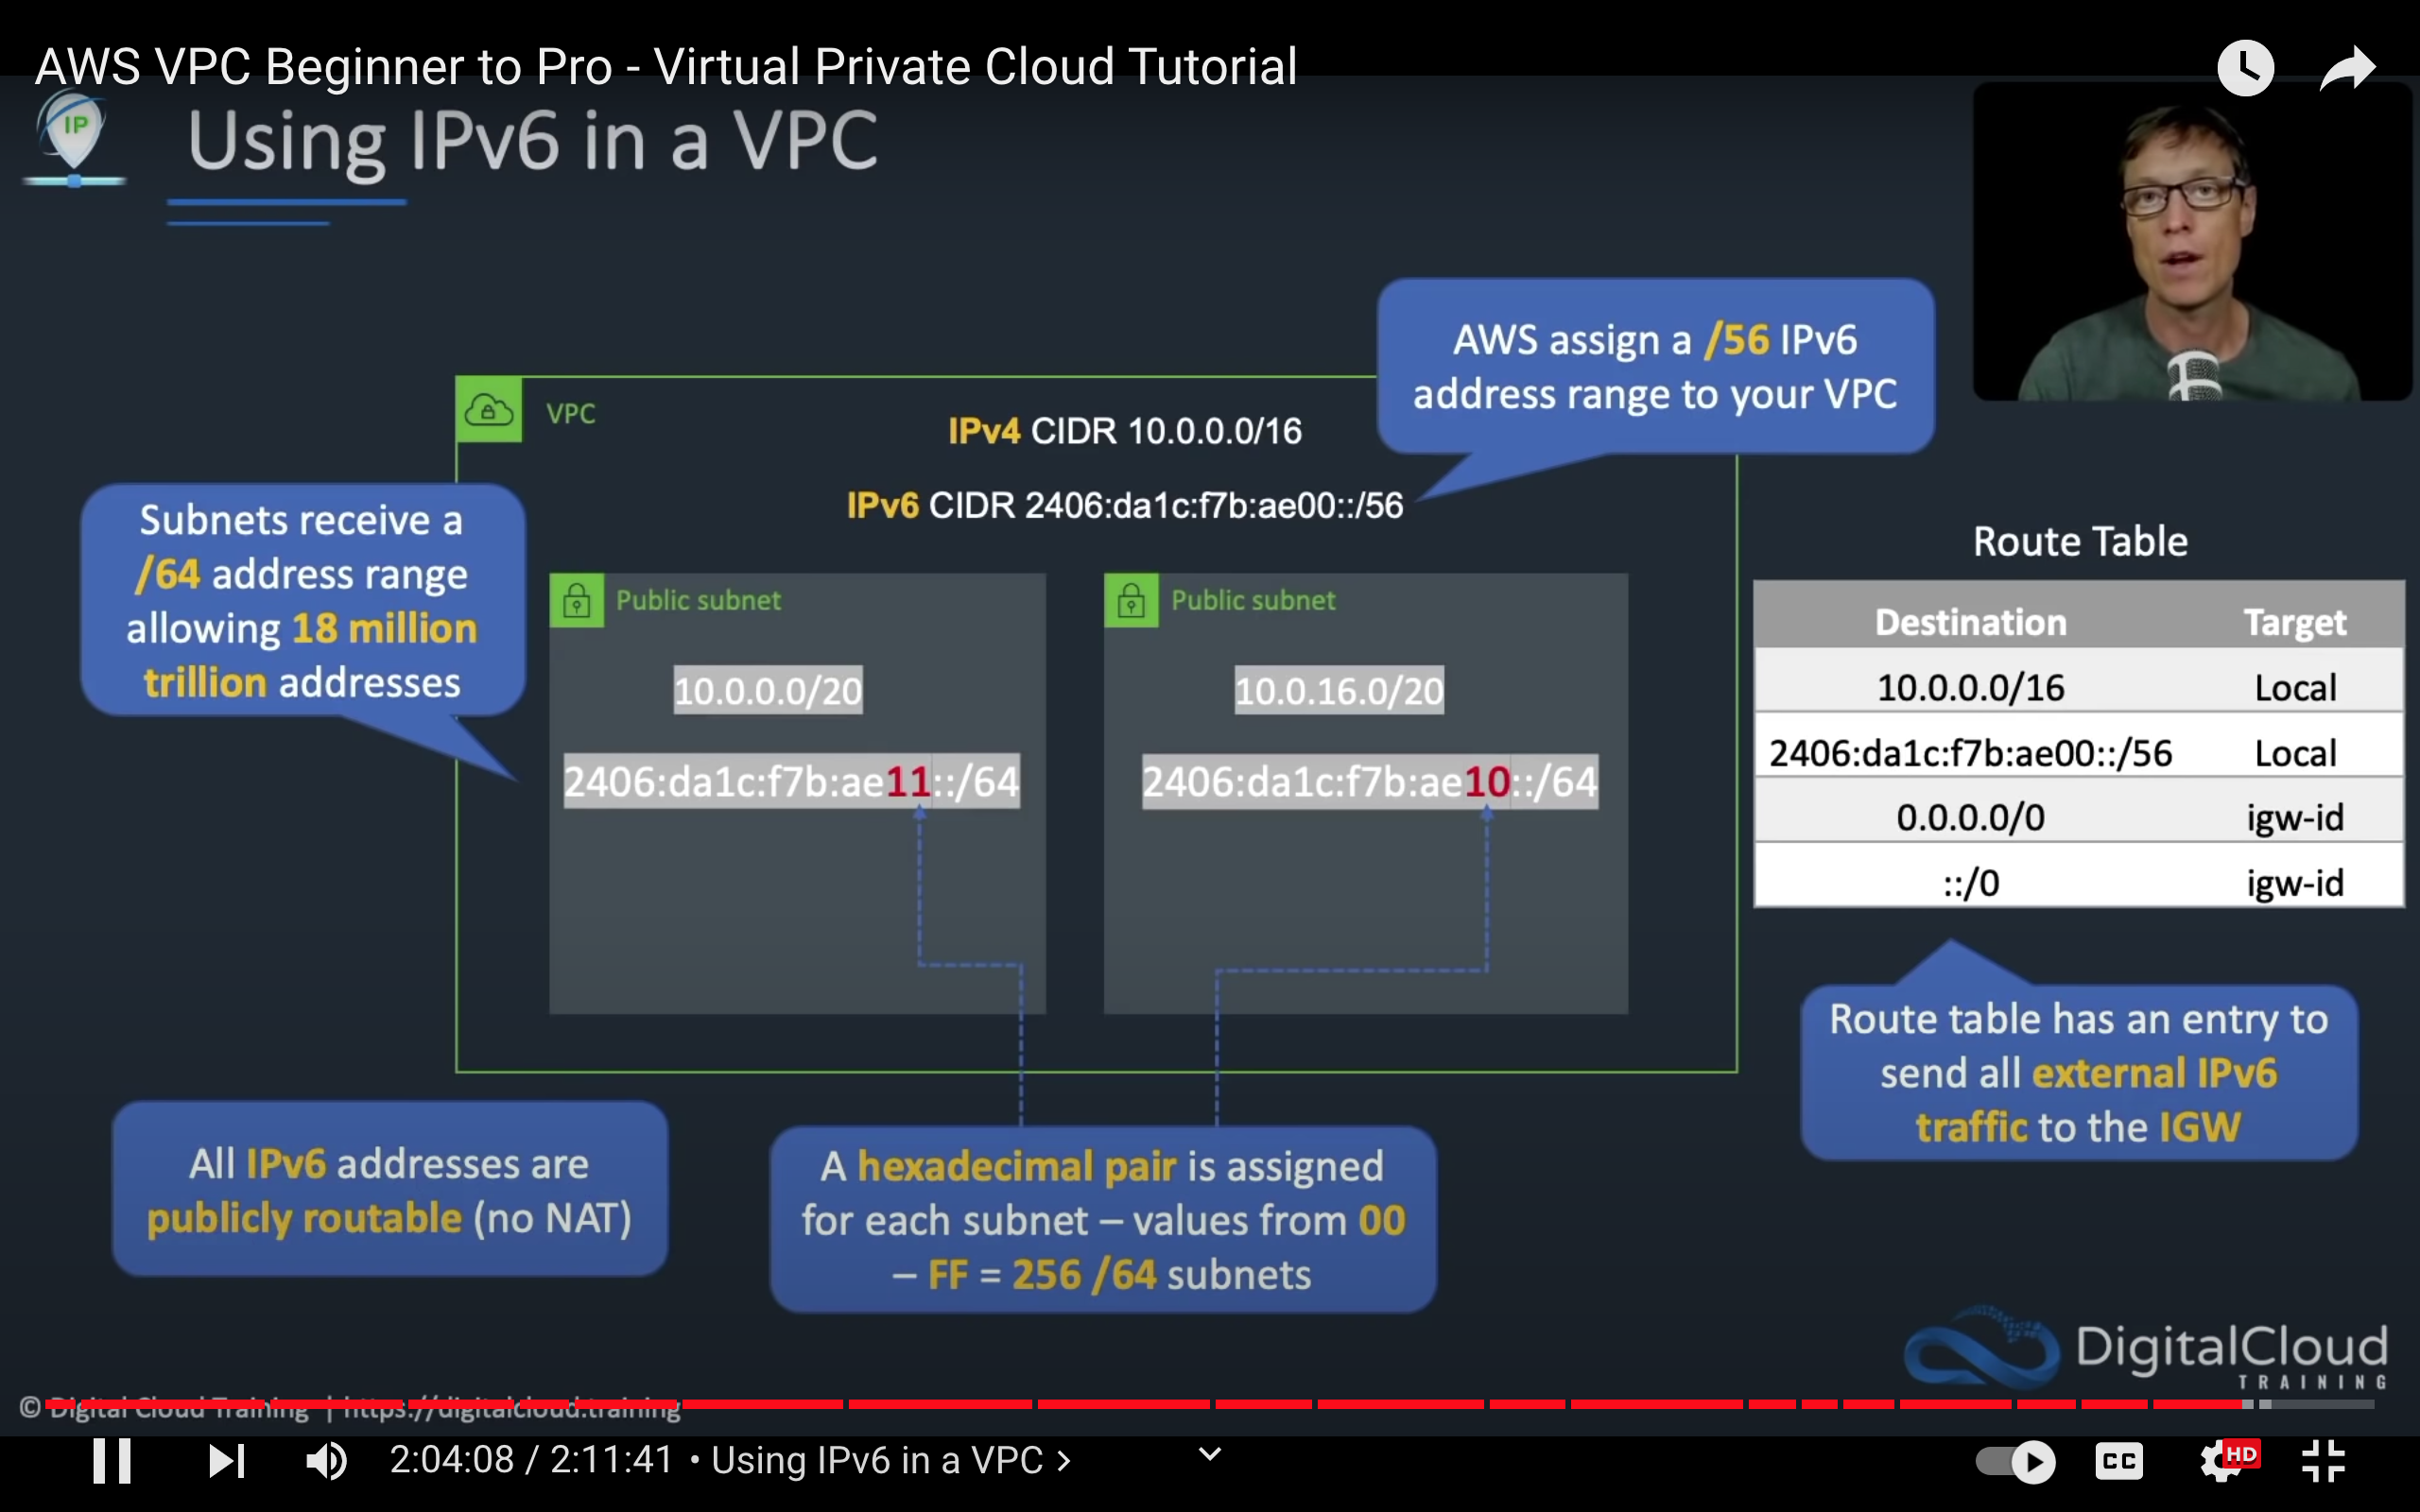 AWS VPC Beginner to Pro - Virtual Private Cloud Tutorial
IP
Using IPv6 in a VPC
AWS assign a /56 IPv6
address range to your VPC
VPC
IPv4 CIDR 10.0.0.0/16
IPv6 CIDR 2406:da1c:f7b:ae00::/56
Subnets receive a
/64 address range
allowing 18 million
trillion addresses
Public subnet
10.0.0.0/20
2406:da1c:f7b:ae11::/64
Public subnet
10.0.16.0/20
2406:da1c:f7b:ae10::/64
Route Table
Destination Target
10.0.0.0/16 Local
2406:da1c:f7b:ae00::/56 Local
0.0.0.0/0 igw-id
::/0 igw-id
Route table has an entry to
send all external IPv6
traffic to the IGW
All IPv6 addresses are
publicly routable (no NAT)
A hexadecimal pair is assigned
for each subnet – values from 00
– FF = 256 /64 subnets
DigitalCloud
TRAINING
© Digital Cloud Training | https://digitalcloud.training
2:04:08 / 2:11:41 • Using IPv6 in a VPC >
CC
HD